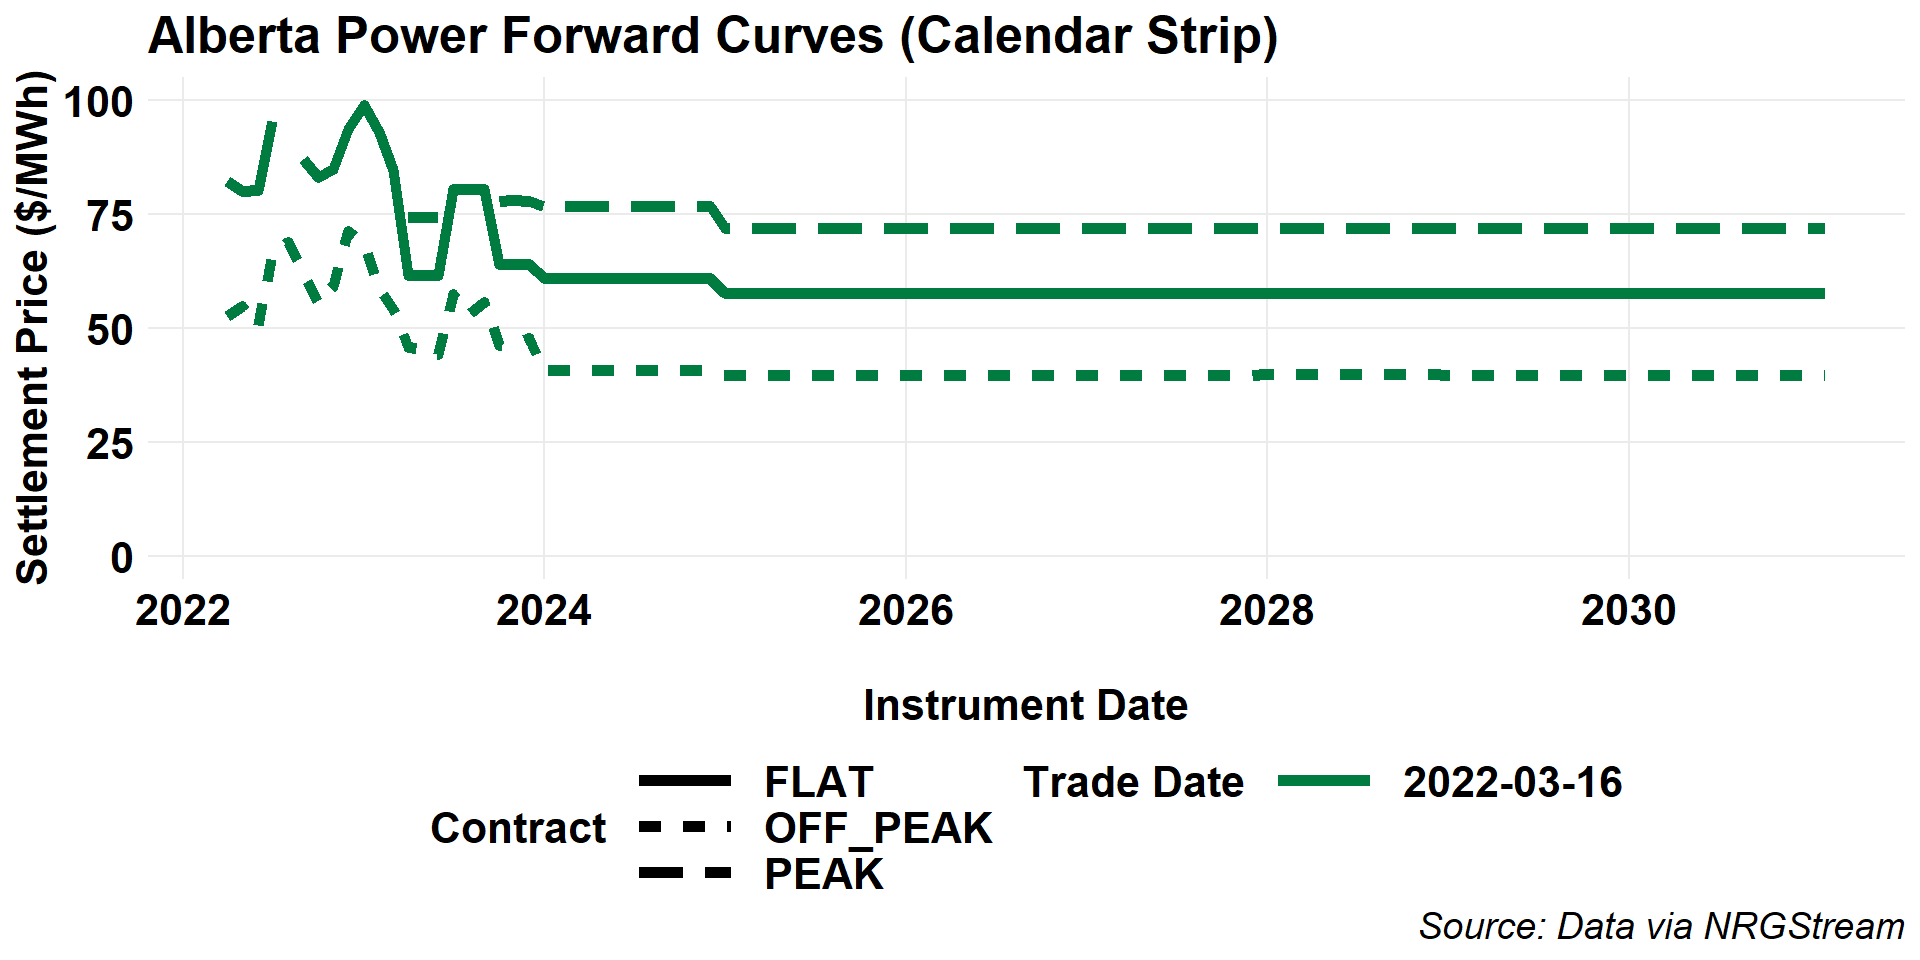 Alberta Power Forward Curves (Calendar Strip)
Settlement Price ($/MWh)
100
75
50
25
0
2022 2024 2026 2028 2030
Instrument Date
Contract
FLAT
OFF_PEAK
PEAK
Trade Date 2022-03-16
Source: Data via NRGStream